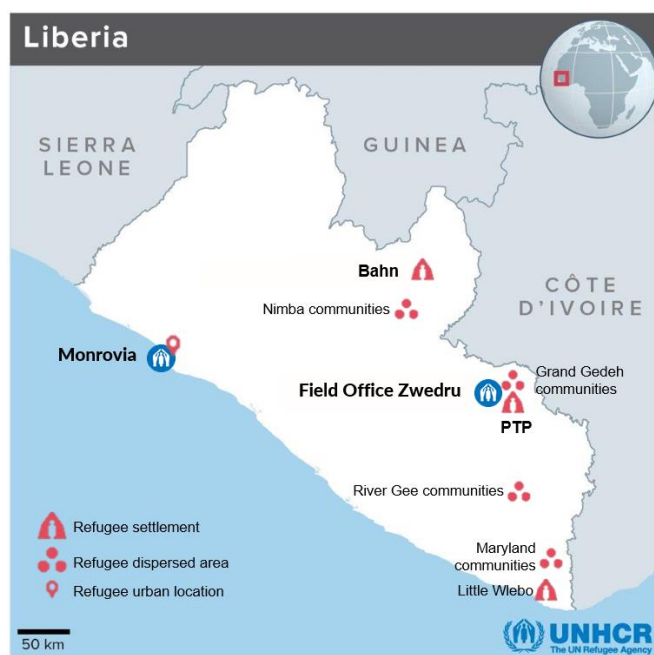 Liberia
SIERRA
LEONE
GUINEA
CÔTE
D'IVOIRE
Bahn
Nimba communities
Monrovia
Field Office Zwedru
Grand Gedeh
communities
PTP
River Gee communities
Maryland
communities
Little Wlebo
Refugee settlement
Refugee dispersed area
Refugee urban location
50 km
UNHCR
The UN Refugee Agency